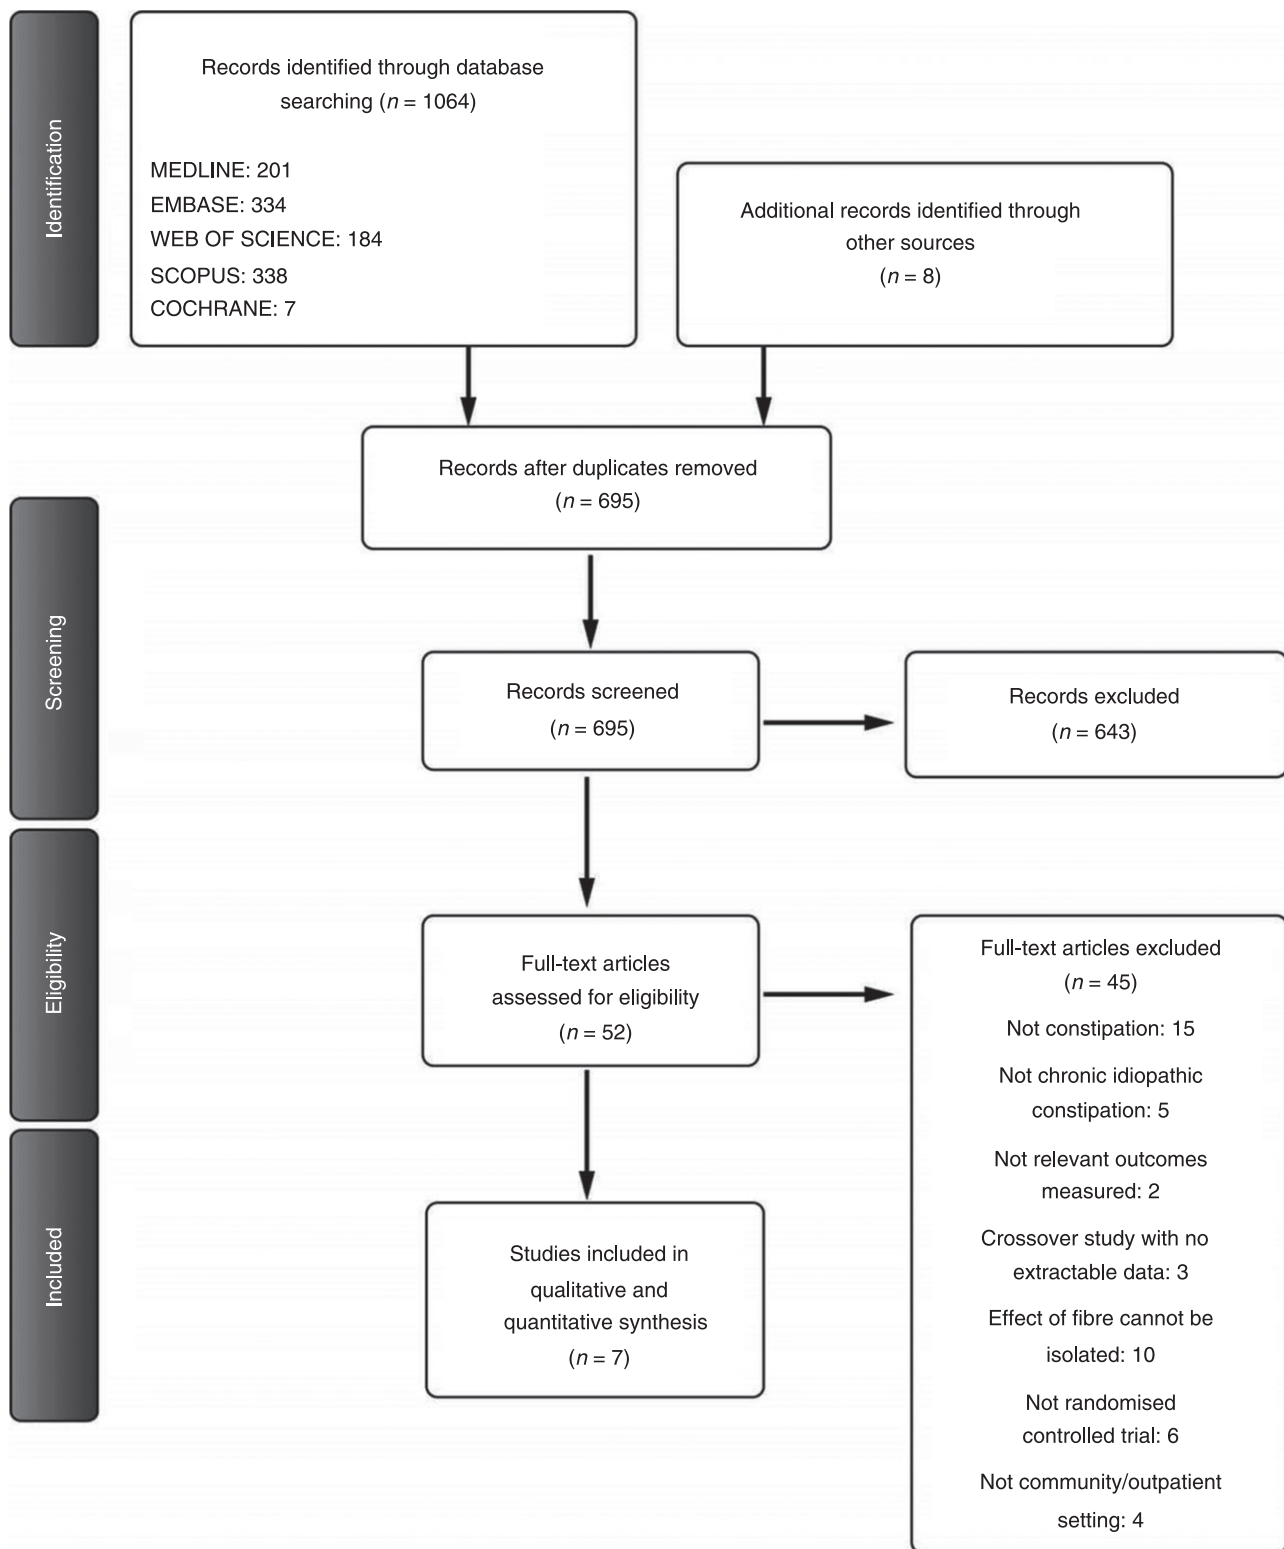 Identification
Records identified through database
searching (n = 1064)
MEDLINE: 201
EMBASE: 334
WEB OF SCIENCE: 184
SCOPUS: 338
COCHRANE: 7
Additional records identified through
other sources
(n = 8)
Records after duplicates removed
(n = 695)
Screening
Records screened
(n = 695)
Records excluded
(n = 643)
Eligibility
Full-text articles
assessed for eligibility
(n = 52)
Full-text articles excluded
(n = 45)
Not constipation: 15
Not chronic idiopathic
constipation: 5
Not relevant outcomes
measured: 2
Crossover study with no
extractable data: 3
Effect of fibre cannot be
isolated: 10
Not randomised
controlled trial: 6
Not community/outpatient
setting: 4
Included
Studies included in
qualitative and
quantitative synthesis
(n = 7)